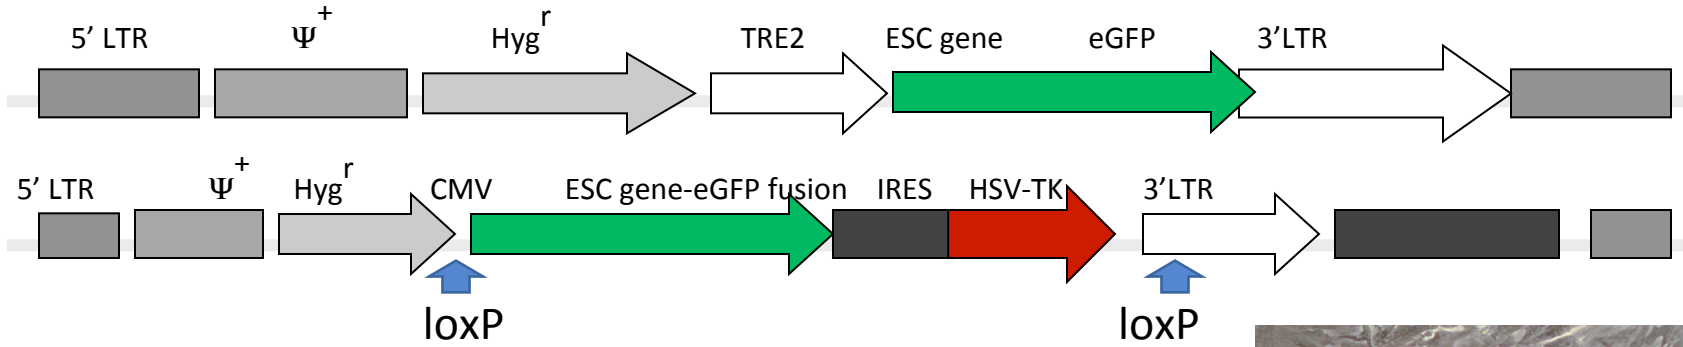 5’ LTR Ψ+ Hygr TRE2 ESC gene eGFP 3’LTR
5’ LTR Ψ+ Hygr CMV ESC gene-eGFP fusion IRES HSV-TK 3’LTR
loxP loxP